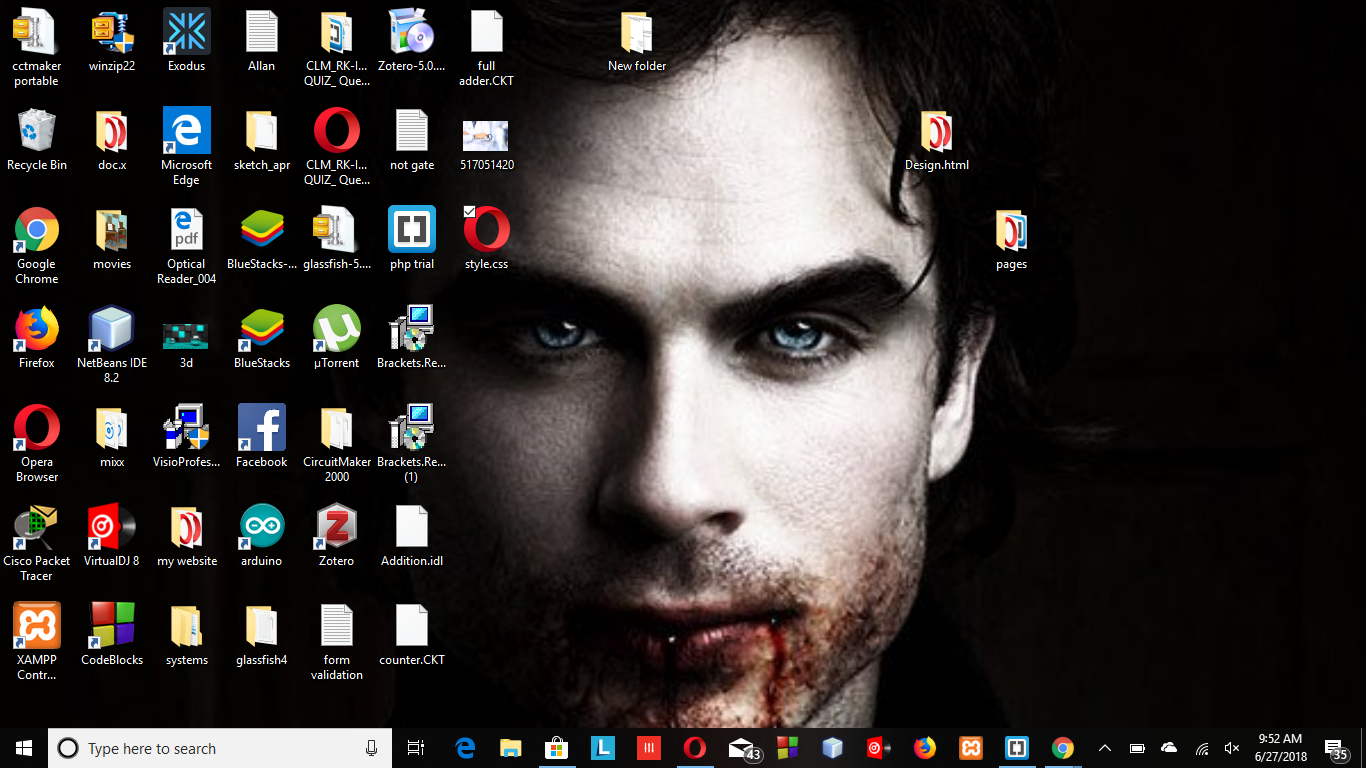 cctmaker
portable
winzip22
Exodus
Allan
CLM_RK-I...
QUIZ_ Que...
Zotero-5.0....
full
adder.CKT
New folder
Recycle Bin
doc.x
Microsoft
Edge
sketch_apr
CLM_RK-I...
QUIZ_ Que...
not gate
517051420
Design.html
Google
Chrome
movies
pdf
Optical
Reader_004
BlueStacks-...
glassfish-5....
php trial
style.css
pages
Firefox
NetBeans IDE
8.2
3d
BlueStacks
µTorrent
Brackets.Re...
Opera
Browser
mixx
VisioProfes...
Facebook
CircuitMaker
2000
Brackets.Re...
(1)
Cisco Packet
Tracer
VirtualDJ 8
my website
arduino
Zotero
Addition.idl
XAMPP
Contr...
CodeBlocks
systems
glassfish4
form
validation
counter.CKT
Type here to search
43
9:52 AM
6/27/2018
35